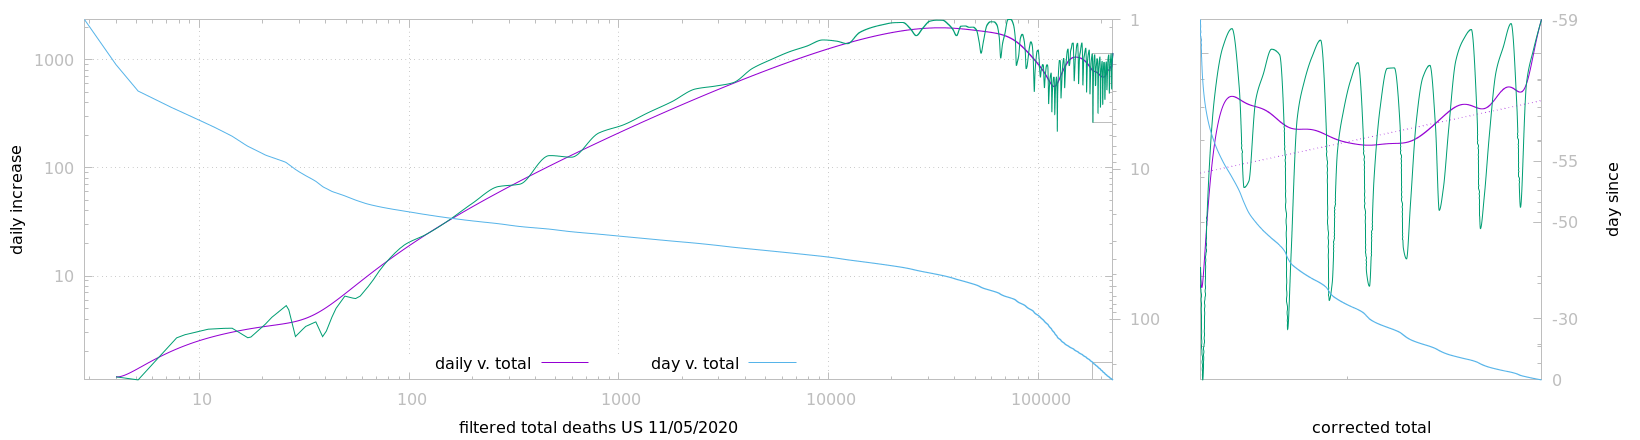 1000
100
10
daily increase
daily v. total
day v. total
10
100
1000
10000
100000
filtered total deaths US 11/05/2020
1
10
100
-59
-55
-50
-30
0
day since
corrected total